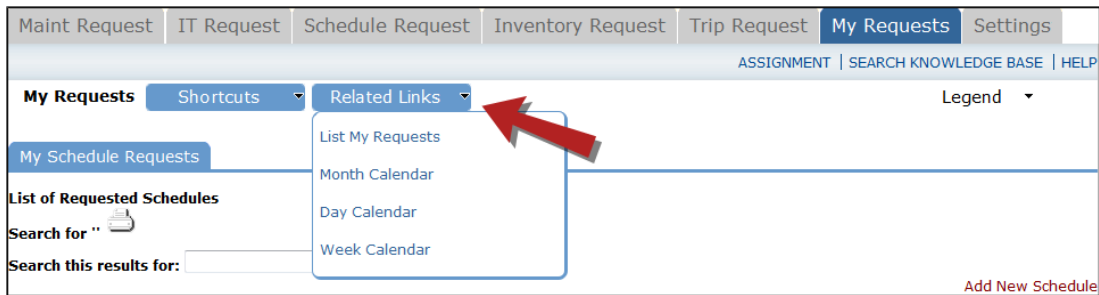 Maint Request IT Request Schedule Request Inventory Request Trip Request My Requests Settings
ASSIGNMENT | SEARCH KNOWLEDGE BASE | HELP
My Requests Shortcuts Related Links Legend
List My Requests
Month Calendar
Day Calendar
Week Calendar
My Schedule Requests
List of Requested Schedules
Search for ''
Search this results for:
Add New Schedule